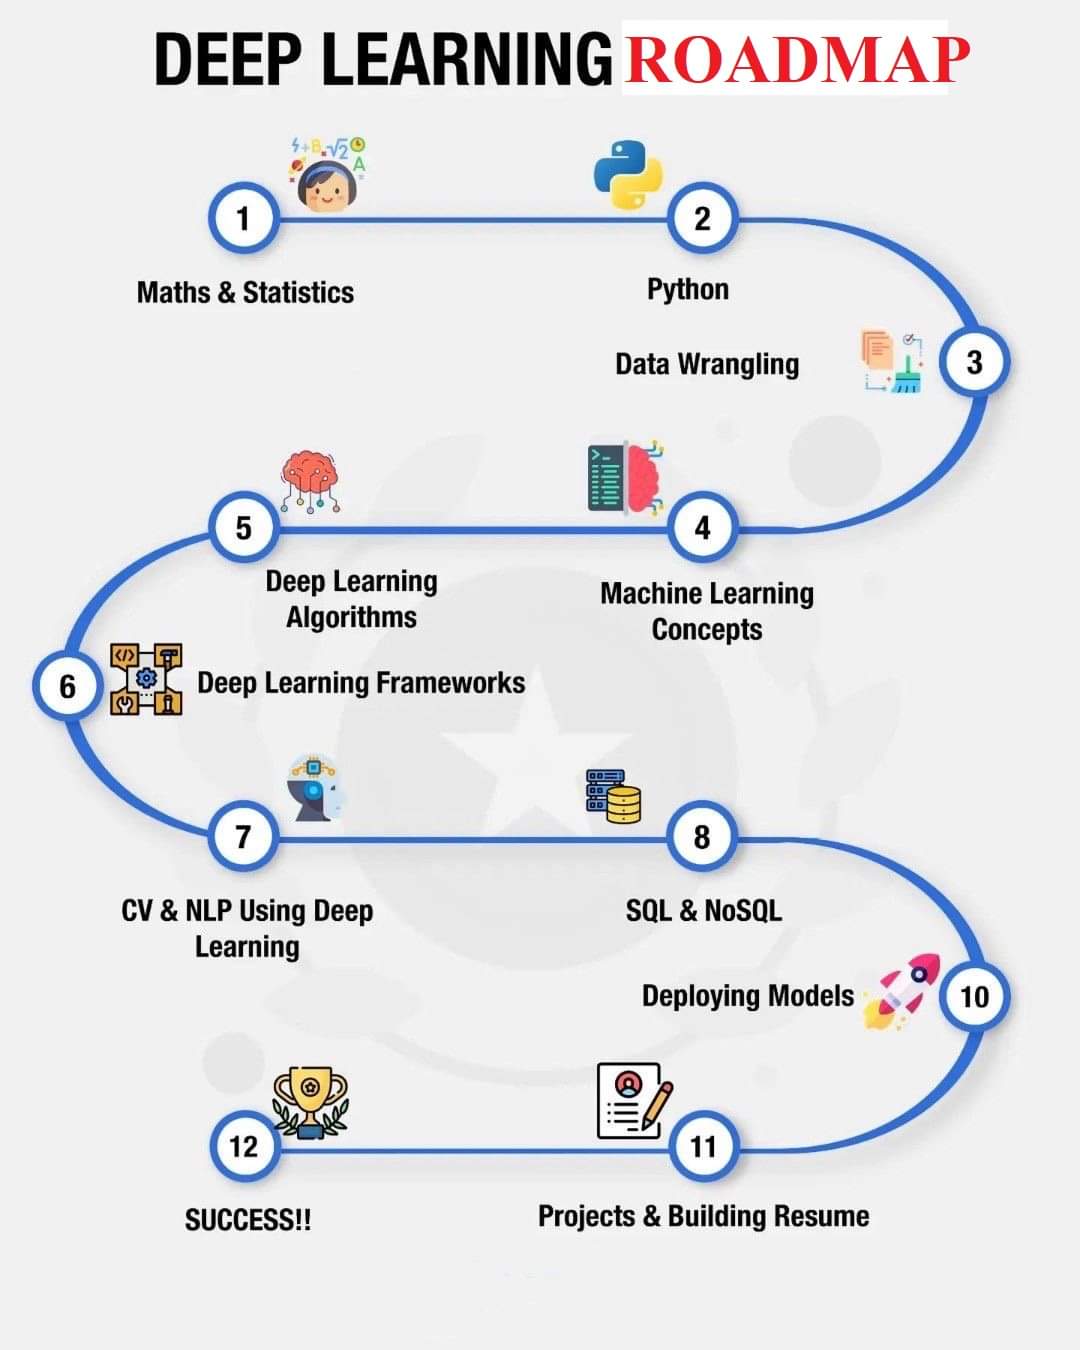 DEEP LEARNING ROADMAP
1
2
Maths & Statistics
Python
Data Wrangling
3
5
4
Deep Learning
Algorithms
Machine Learning
Concepts
6
Deep Learning Frameworks
7
8
CV & NLP Using Deep
Learning
SQL & NoSQL
Deploying Models
10
12
11
SUCCESS!!
Projects & Building Resume